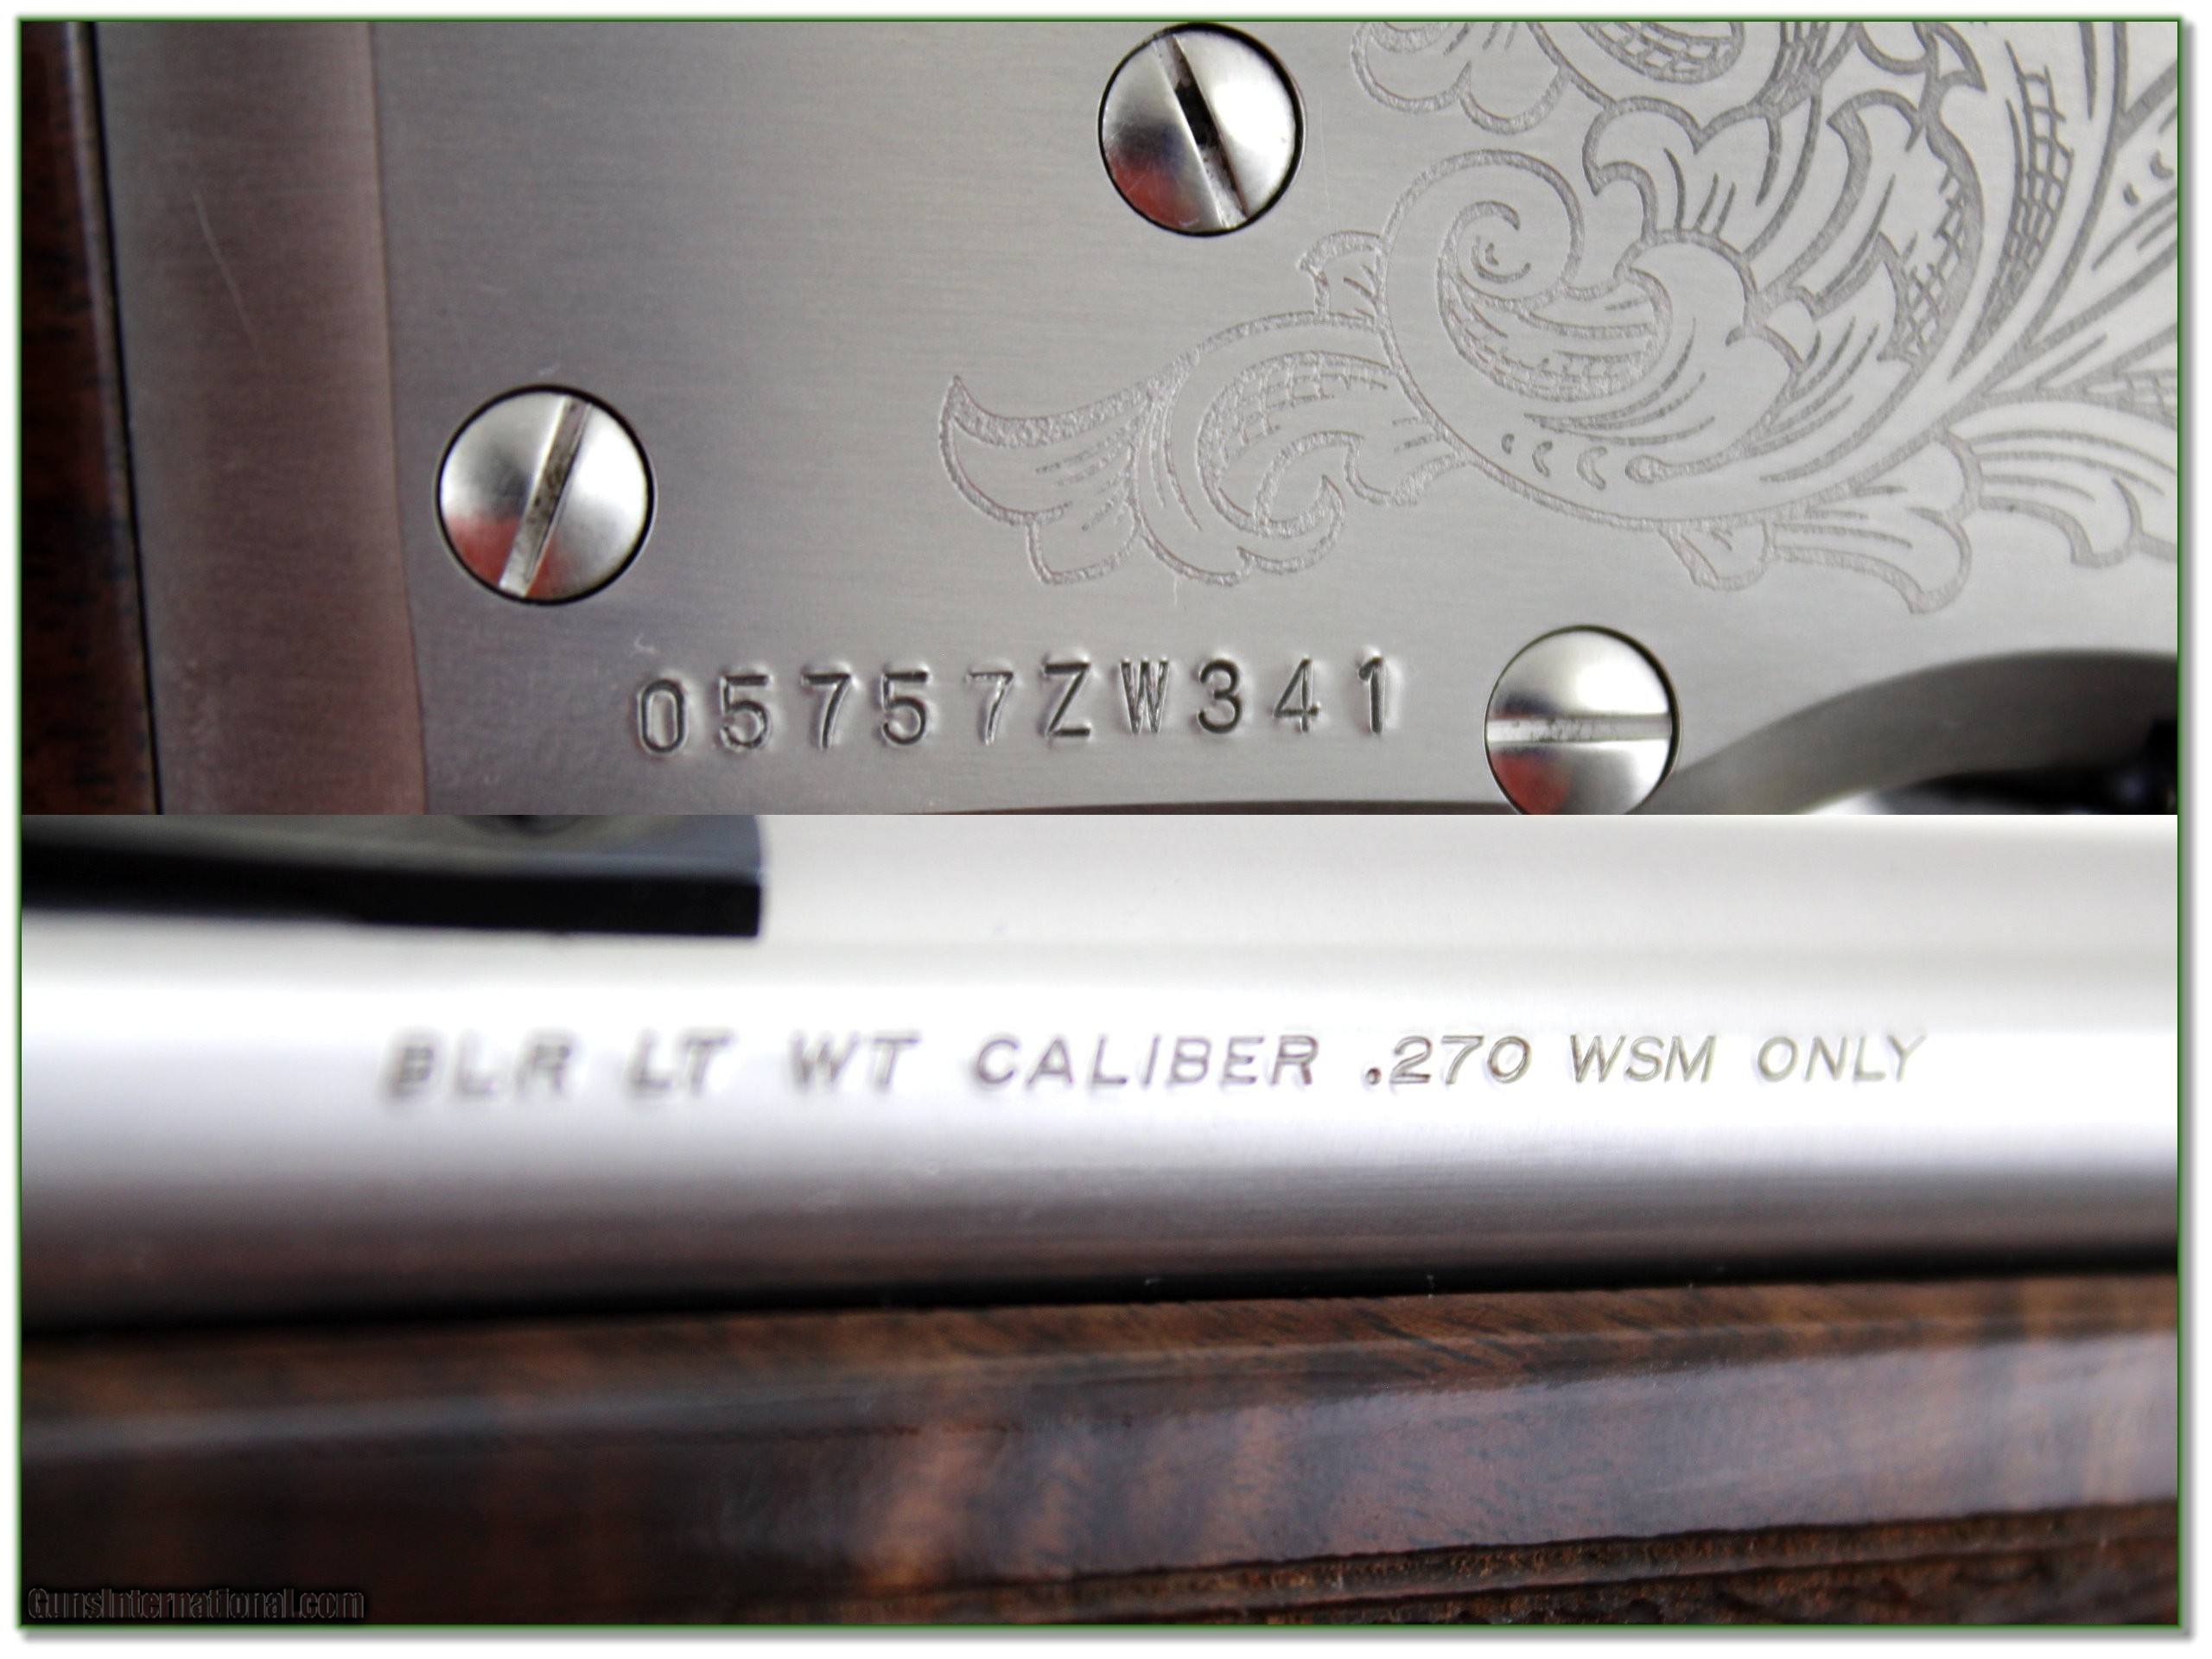 05757ZW341
BLR LT WT CALIBER .270 WSM ONLY
GunsInternational.com